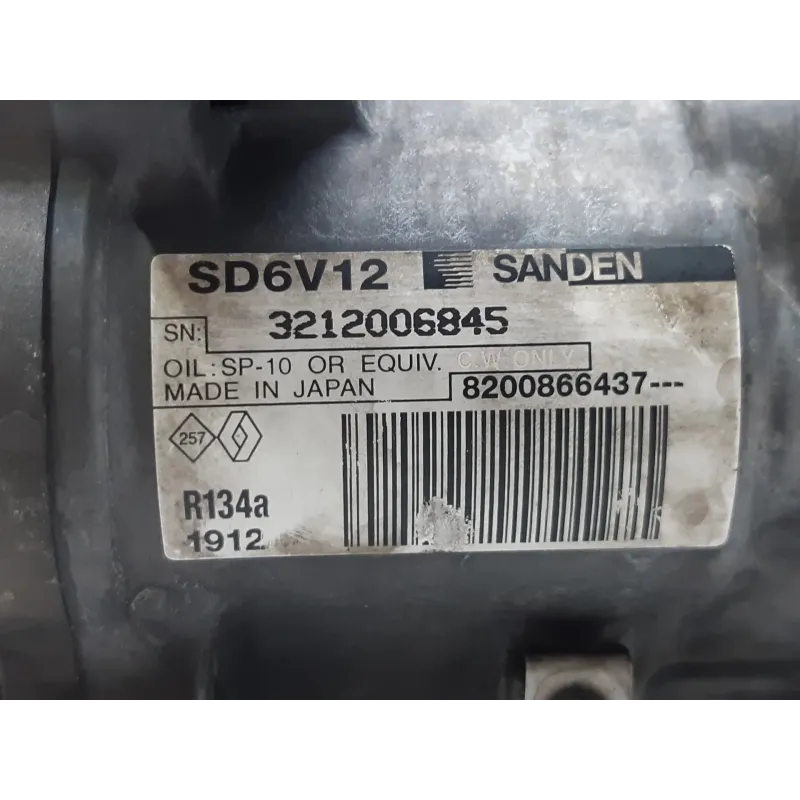 SD6V12 SANDEN
SN: 3212006845
OIL: SP-10 OR EQUIV. C.W ONLY
MADE IN JAPAN 8200866437---
257
R134a
1912